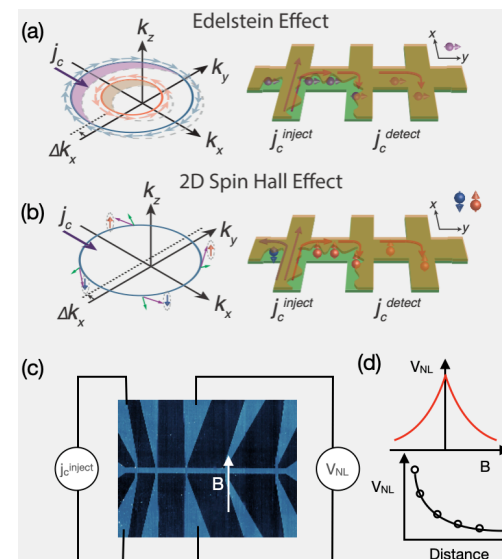 Edelstein Effect
(a)
j_c
k_z
k_y
k_x
Δk_x
x
y
j_c^inject
j_c^detect
2D Spin Hall Effect
(b)
j_c
k_z
k_y
k_x
Δk_x
x
y
j_c^inject
j_c^detect
(c)
j_c^inject
B
V_NL
(d)
V_NL
B
V_NL
Distance